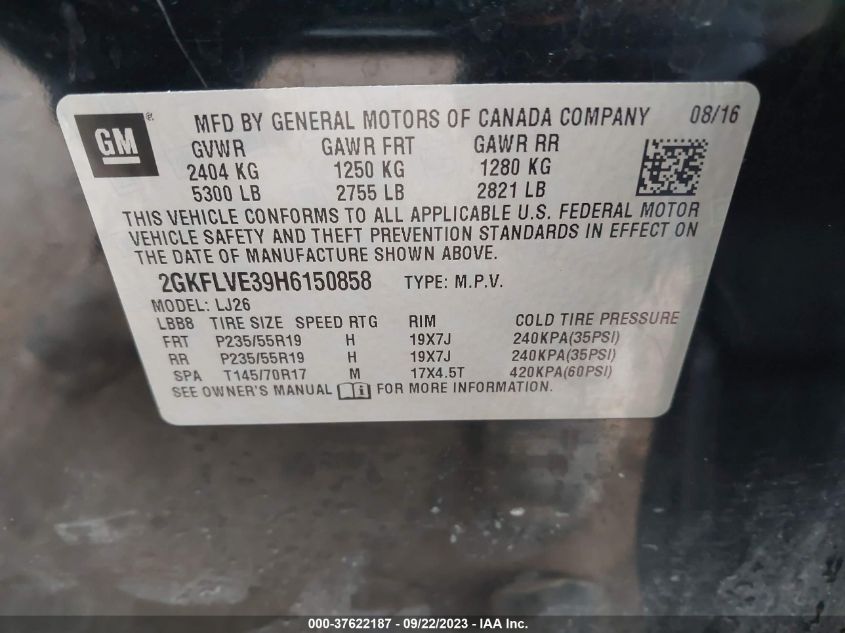 GM®
MFD BY GENERAL MOTORS OF CANADA COMPANY 08/16
GVWR GAWR FRT GAWR RR
2404 KG 1250 KG 1280 KG
5300 LB 2755 LB 2821 LB
THIS VEHICLE CONFORMS TO ALL APPLICABLE U.S. FEDERAL MOTOR
VEHICLE SAFETY AND THEFT PREVENTION STANDARDS IN EFFECT ON
THE DATE OF MANUFACTURE SHOWN ABOVE.
2GKFLVE39H6150858 TYPE: M.P.V.
MODEL: LJ26
LBB8 TIRE SIZE SPEED RTG RIM COLD TIRE PRESSURE
FRT P235/55R19 H 19X7J 240KPA(35PSI)
RR P235/55R19 H 19X7J 240KPA(35PSI)
SPA T145/70R17 M 17X4.5T 420KPA(60PSI)
SEE OWNER'S MANUAL FOR MORE INFORMATION.
000-37622187 - 09/22/2023 - IAA Inc.